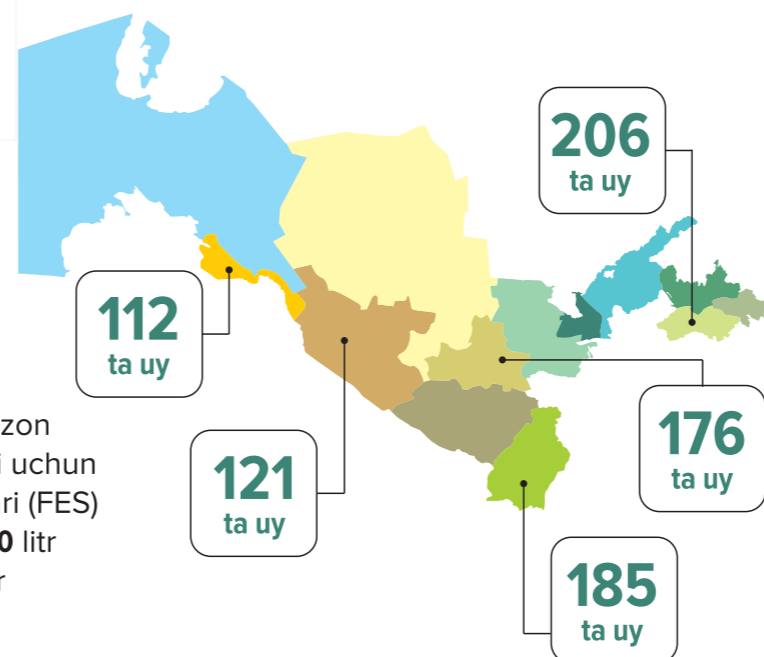 206
ta uy
112
ta uy
176
ta uy
121
ta uy
185
ta uy
zon
i uchun
ri (FES)
0 litr
r